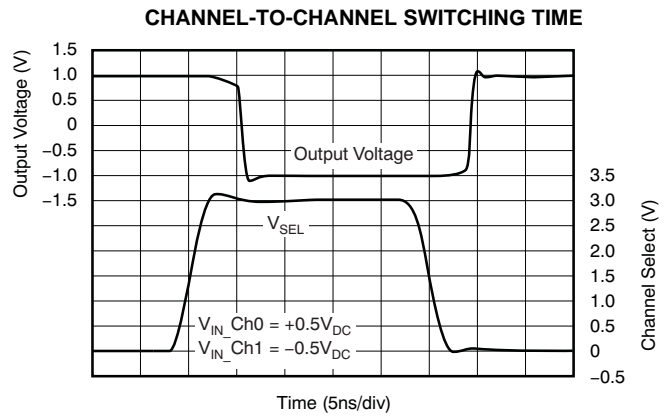 CHANNEL-TO-CHANNEL SWITCHING TIME
Output Voltage (V)
1.5
1.0
0.5
0
−0.5
−1.0
−1.5
Output Voltage
V_SEL
V_IN_Ch0 = +0.5V_DC
V_IN_Ch1 = −0.5V_DC
3.5
3.0
2.5
2.0
1.5
1.0
0.5
0
−0.5
Channel Select (V)
Time (5ns/div)